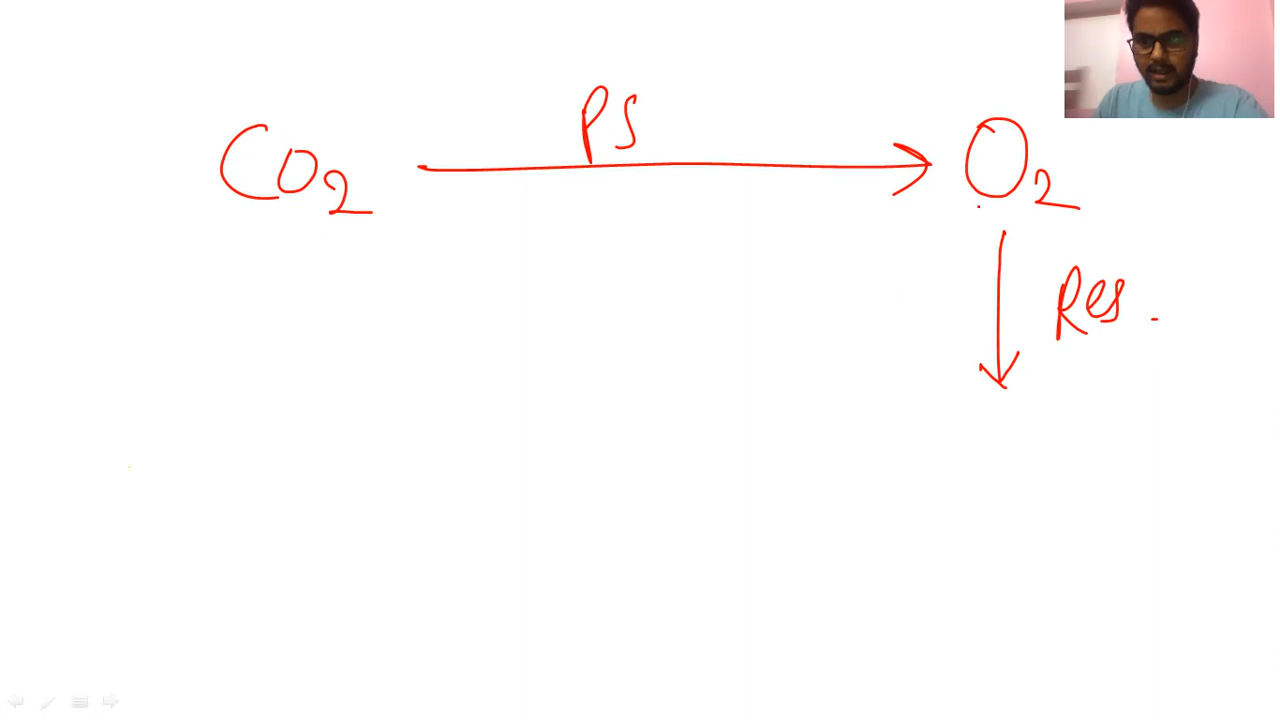 PS
CO₂ → O₂
Res.